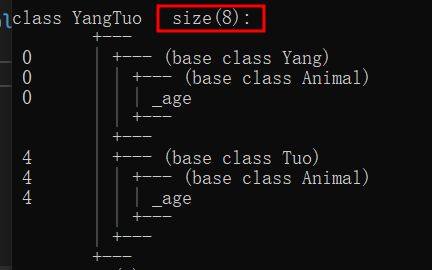 class YangTuo size(8):
+---
0 | +--- (base class Yang)
0 | | +--- (base class Animal)
0 | | | _age
| | +---
| +---
4 | +--- (base class Tuo)
4 | | +--- (base class Animal)
4 | | | _age
| | +---
| +---
+---